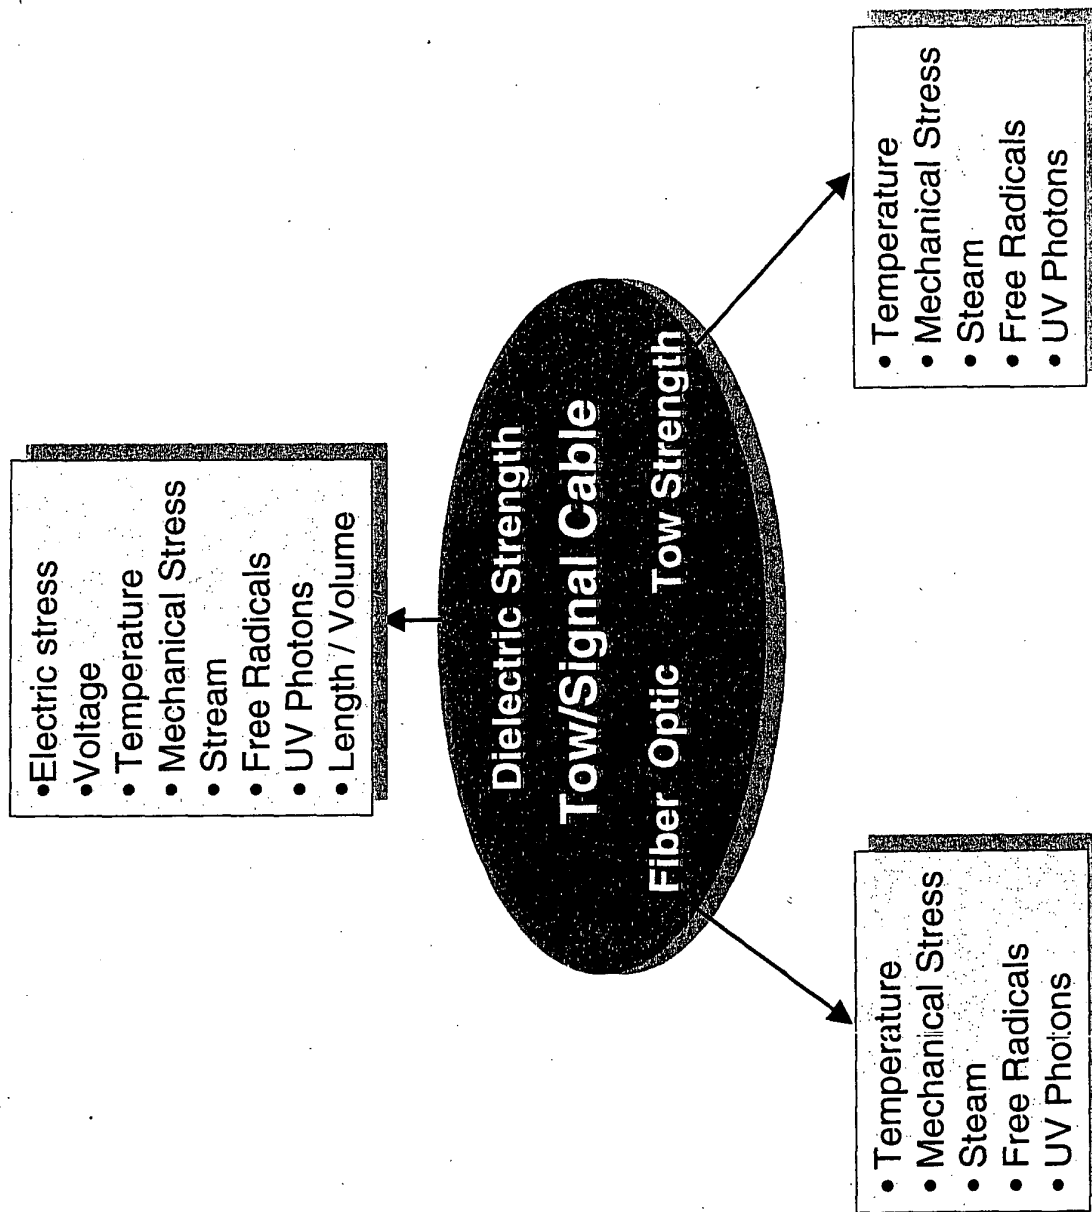 •Electric stress
•Voltage
• Temperature
• Mechanical Stress
• Stream
• Free Radicals
• UV Photons
• Length / Volume
Dielectric Strength
Tow/Signal Cable
Fiber Optic Tow Strength
• Temperature
• Mechanical Stress
• Steam
• Free Radicals
• UV Photons
• Temperature
• Mechanical Stress
• Steam
• Free Radicals
• UV Photons